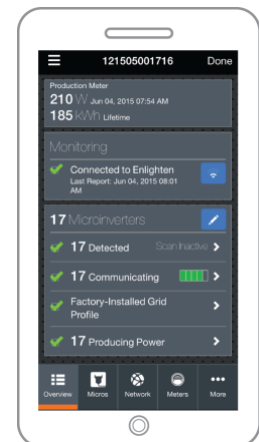 121505001716 Done
Production Meter
210 W Jun 04, 2015 07:54 AM
185 kWh Lifetime
Monitoring
Connected to Enlighten
Last Report: Jun 04, 2015 08:01
AM
17 Microinverters
17 Detected Scan Inactive
17 Communicating
Factory-Installed Grid
Profile
17 Producing Power
Overview Micros Network Meters More